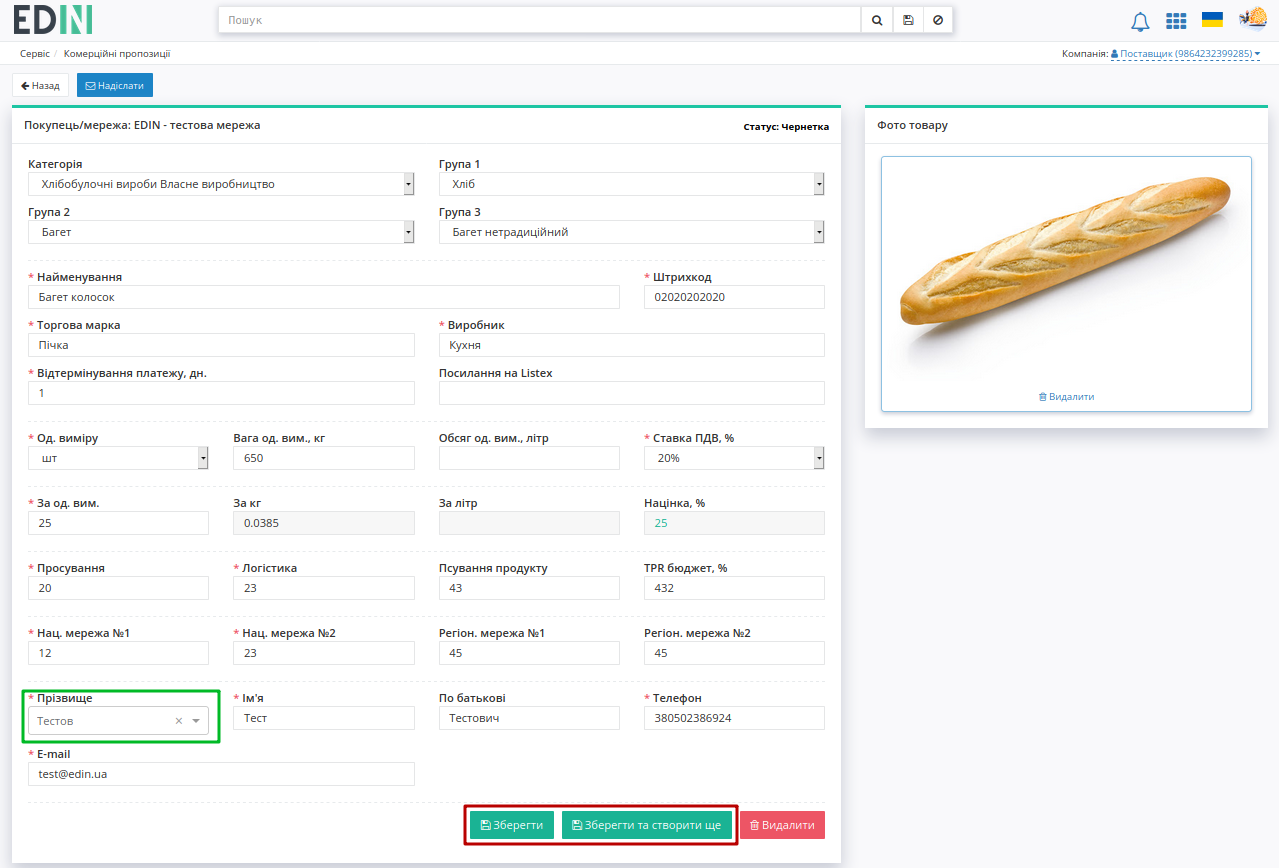 EDIN
Пошук
Сервіс / Комерційні пропозиції
Компанія: Поставщик (9864232399285)
Назад
Надіслати
Покупець/мережа: EDIN - тестова мережа
Статус: Чернетка
Фото товару
Категорія
Група 1
Хлібобулочні вироби Власне виробництво
Хліб
Група 2
Група 3
Багет
Багет нетрадиційний
* Найменування
* Штрихкод
Багет колосок
02020202020
* Торгова марка
* Виробник
Пічка
Кухня
* Відтермінування платежу, дн.
Посилання на Listex
1
Видалити
* Од. виміру
Вага од. вим., кг
Обсяг од. вим., літр
* Ставка ПДВ, %
шт
650
20%
* За од. вим.
За кг
За літр
Націнка, %
25
0.0385
25
* Просування
* Логістика
Псування продукту
TPR бюджет, %
20
23
43
432
* Нац. мережа №1
* Нац. мережа №2
Регіон. мережа №1
Регіон. мережа №2
12
23
45
45
* Прізвище
* Ім'я
По батькові
* Телефон
Тестов
Тест
Тестович
380502386924
* E-mail
test@edin.ua
Зберегти
Зберегти та створити ще
Видалити